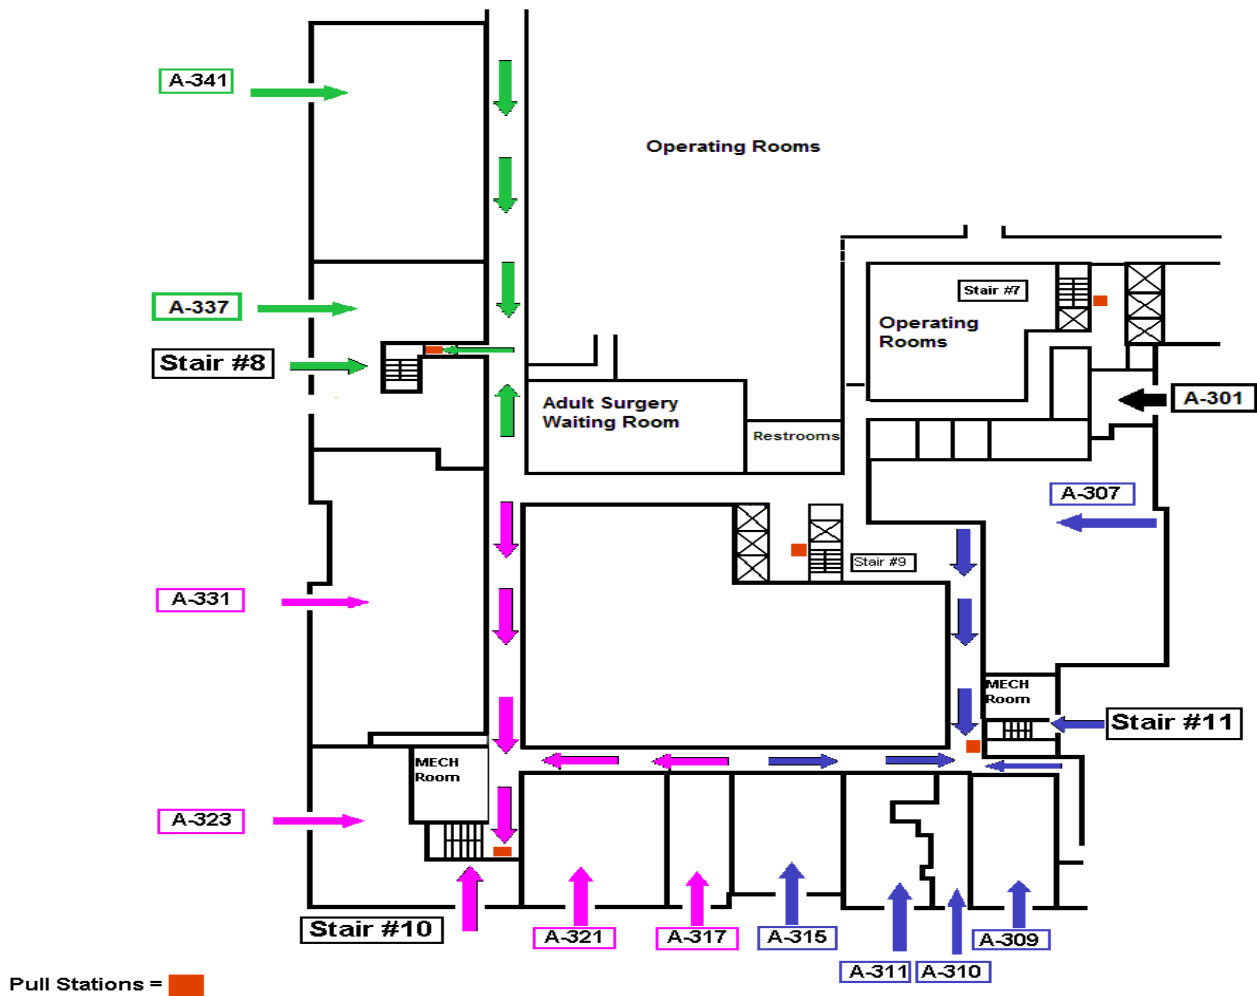 A-341
Operating Rooms
A-337
Stair #7
Operating
Rooms
Stair #8
Adult Surgery
Waiting Room
A-301
Restrooms
A-307
Stair #9
A-331
MECH
Room
Stair #11
MECH
Room
A-323
Stair #10
A-321
A-317
A-315
A-309
A-311
A-310
Pull Stations =